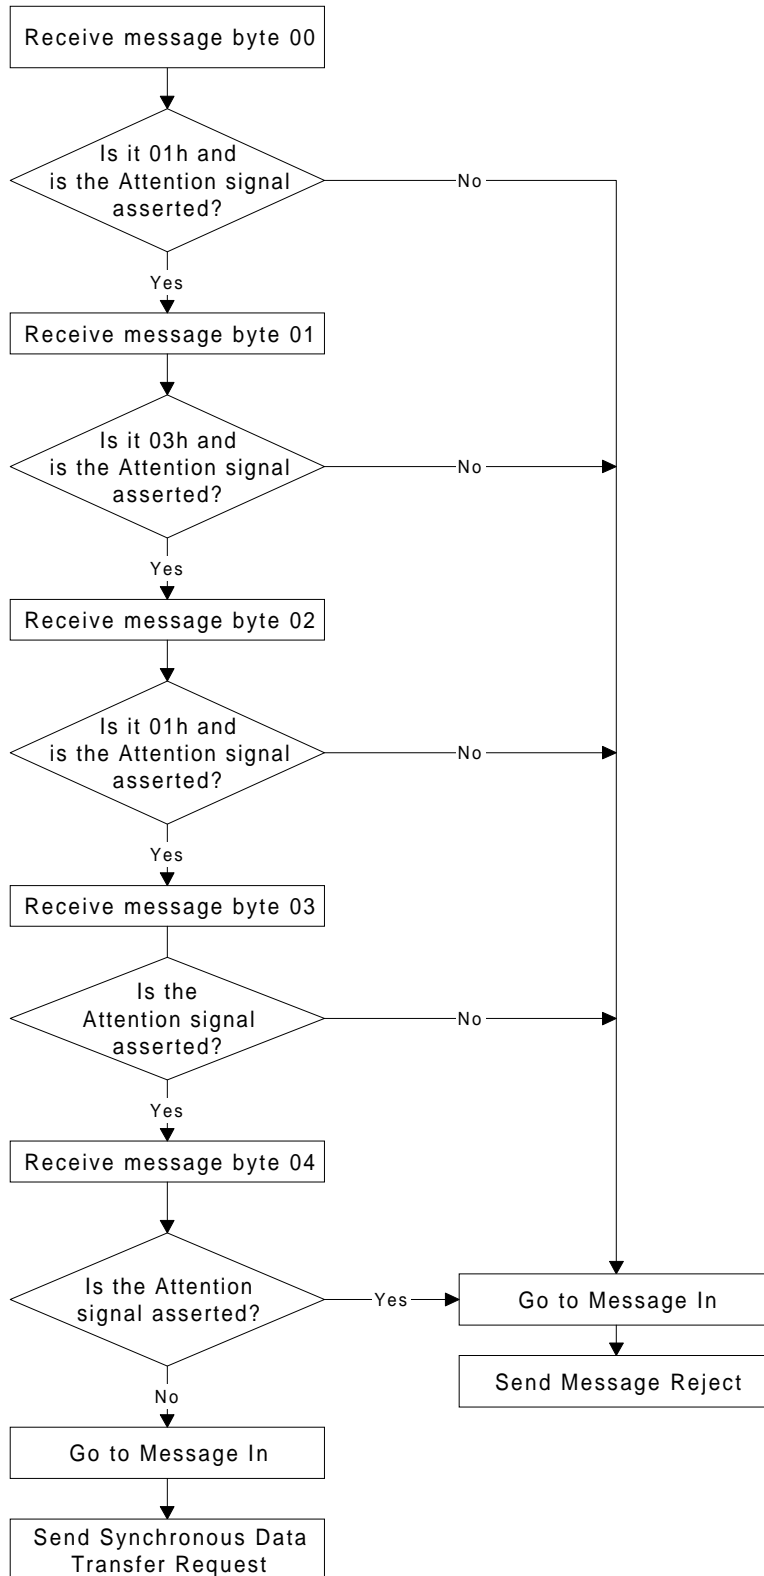 Receive message byte 00
Is it 01h and
is the Attention signal
asserted?
No
Yes
Receive message byte 01
Is it 03h and
is the Attention signal
asserted?
No
Yes
Receive message byte 02
Is it 01h and
is the Attention signal
asserted?
No
Yes
Receive message byte 03
Is the
Attention signal
asserted?
No
Yes
Receive message byte 04
Is the Attention
signal asserted?
Yes
Go to Message In
Send Message Reject
No
Go to Message In
Send Synchronous Data
Transfer Request